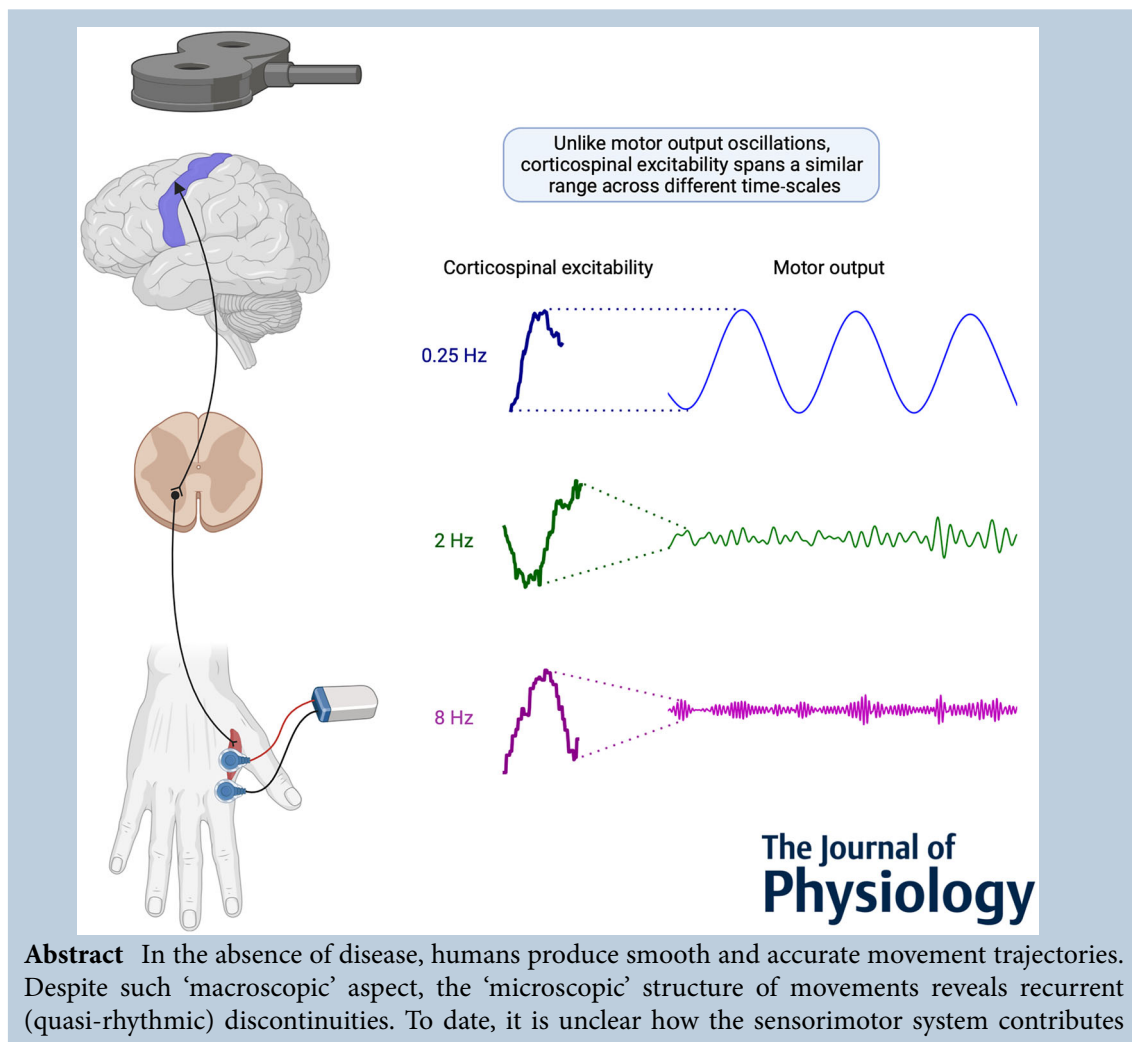 Unlike motor output oscillations,
corticospinal excitability spans a similar
range across different time-scales
Corticospinal excitability
Motor output
0.25 Hz
2 Hz
8 Hz
The Journal of
Physiology
Abstract In the absence of disease, humans produce smooth and accurate movement trajectories.
Despite such ‘macroscopic’ aspect, the ‘microscopic’ structure of movements reveals recurrent
(quasi-rhythmic) discontinuities. To date, it is unclear how the sensorimotor system contributes